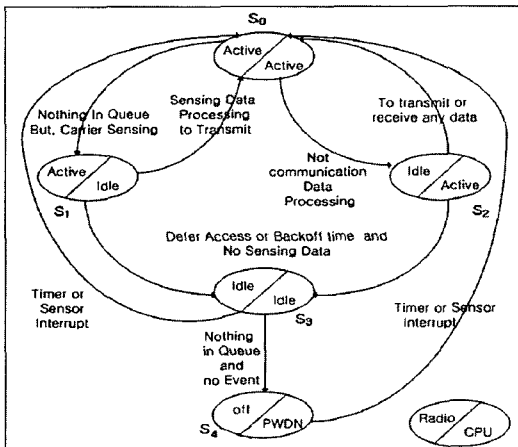 S0
Active
Active
Nothing In Queue
But, Carrier Sensing
Sensing Data
Processing
to Transmit
To transmit or
receive any data
Active
Idle
S1
Not
communication
Data
Processing
Idle
Active
S2
Defer Access of Backoff time and
No Sensing Data
Idle
Idle
S3
Timer or
Sensor
Interrupt
Timer or Sensor
interrupt
Nothing
in Queue
and
no Event
off
PWDN
S4
Radio
CPU